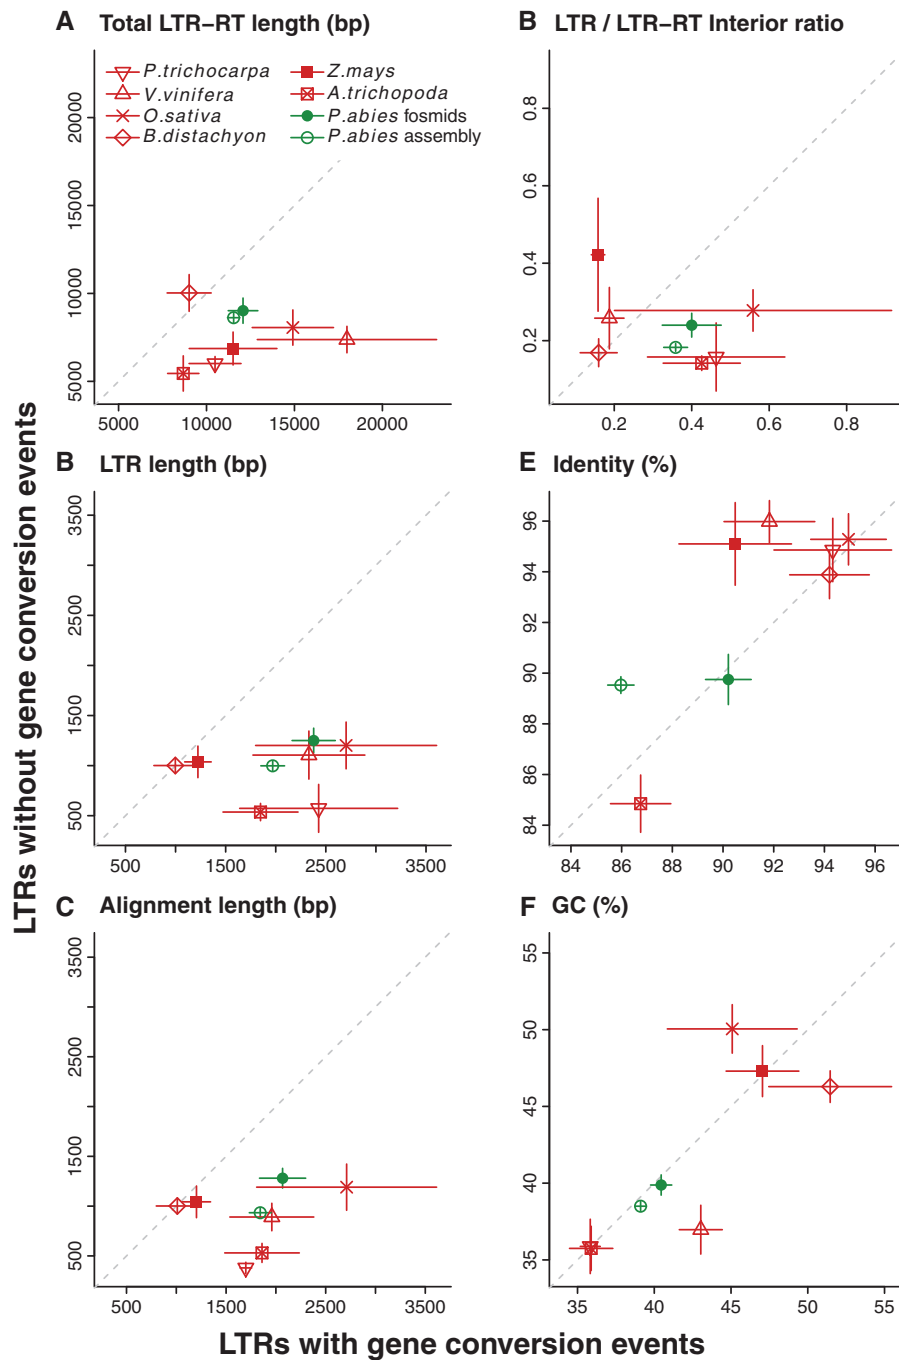 A Total LTR–RT length (bp)
P.trichocarpa
V.vinifera
O.sativa
B.distachyon
Z.mays
A.trichopoda
P.abies fosmids
P.abies assembly
20000
15000
10000
5000
5000 10000 15000 20000
B LTR / LTR–RT Interior ratio
0.8
0.6
0.4
0.2
0.2 0.4 0.6 0.8
B LTR length (bp)
3500
2500
1500
500
500 1500 2500 3500
E Identity (%)
96
94
92
90
88
86
84
84 86 88 90 92 94 96
C Alignment length (bp)
3500
2500
1500
500
500 1500 2500 3500
F GC (%)
55
50
45
40
35
35 40 45 50 55
LTRs without gene conversion events
LTRs with gene conversion events